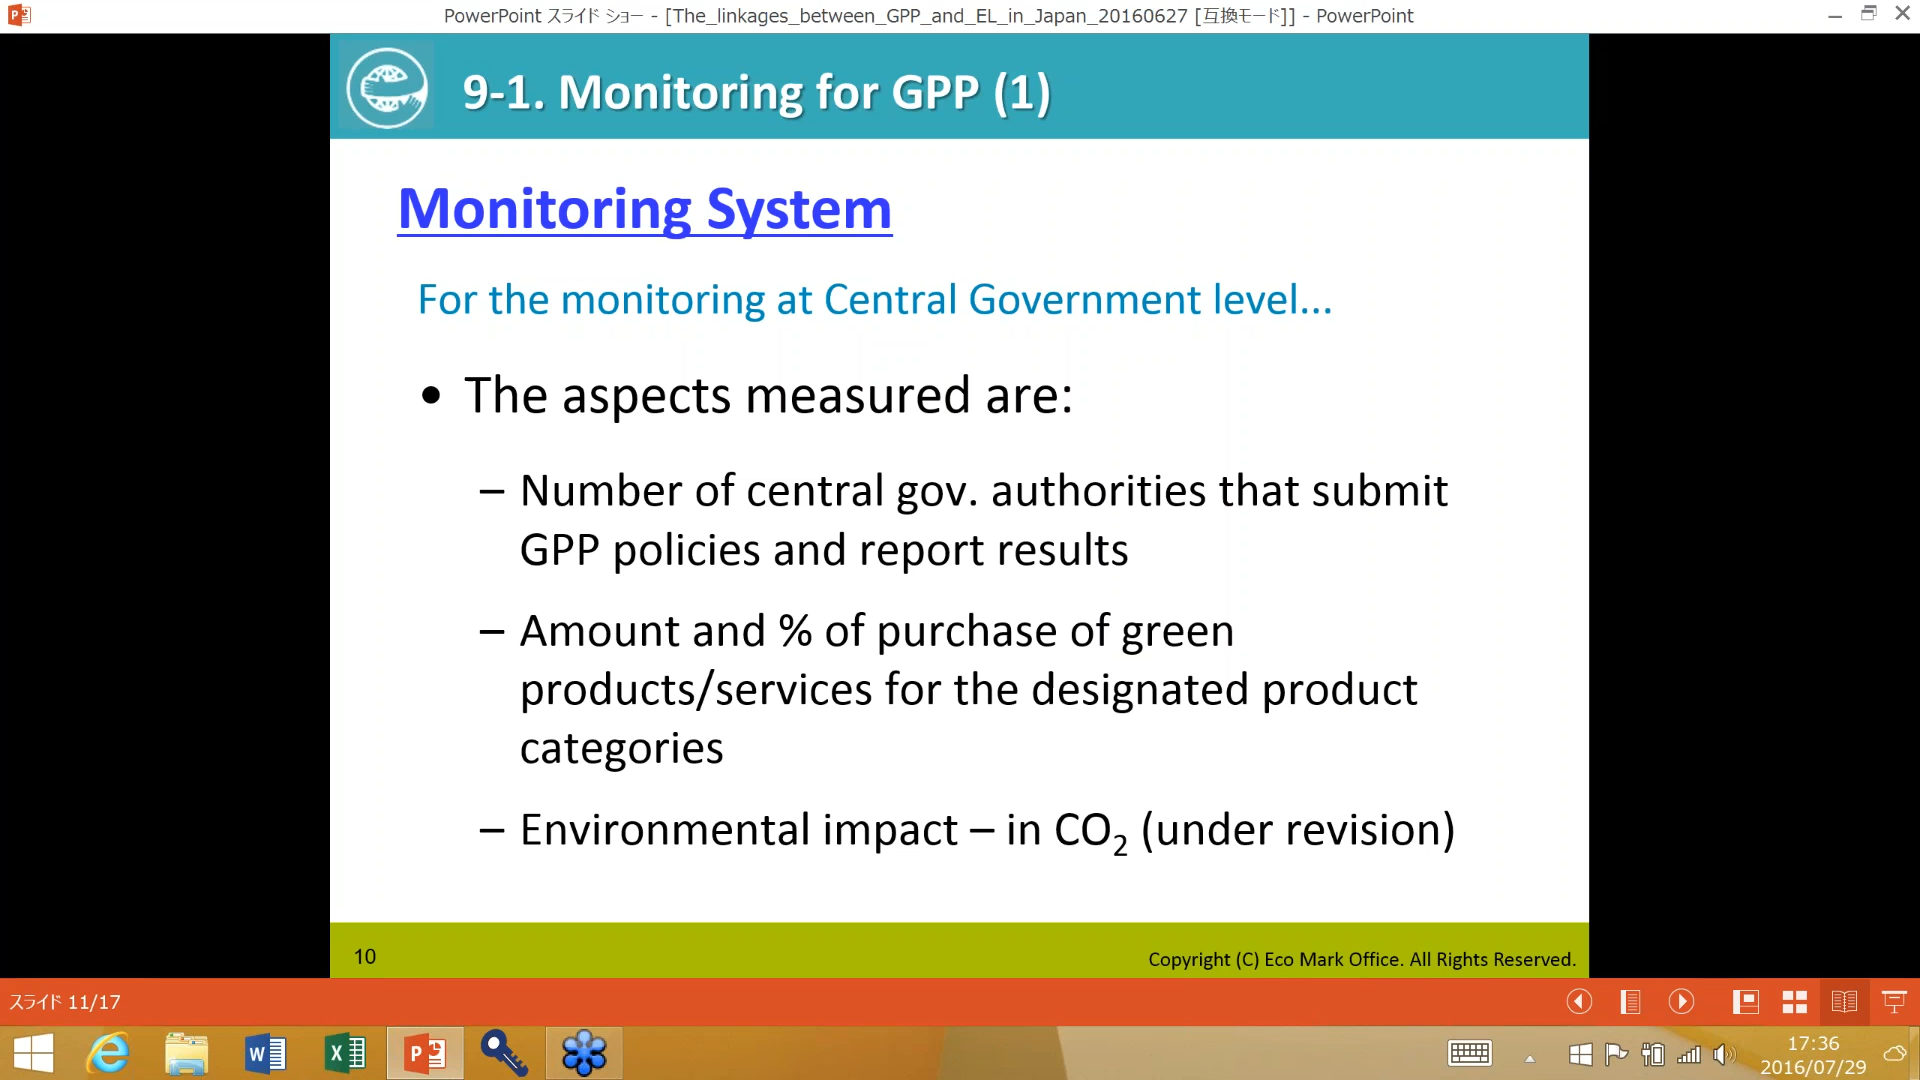 PowerPoint スライド ショー - [The_linkages_between_GPP_and_EL_in_Japan_20160627 [互換モード]] - PowerPoint
9-1. Monitoring for GPP (1)
Monitoring System
For the monitoring at Central Government level...
• The aspects measured are:
– Number of central gov. authorities that submit
GPP policies and report results
– Amount and % of purchase of green
products/services for the designated product
categories
– Environmental impact – in CO₂ (under revision)
10
Copyright (C) Eco Mark Office. All Rights Reserved.
スライド 11/17
17:36
2016/07/29